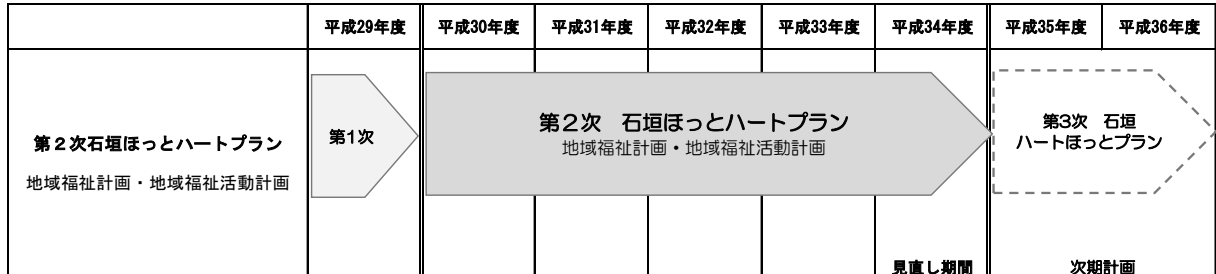 平成29年度 平成30年度 平成31年度 平成32年度 平成33年度 平成34年度 平成35年度 平成36年度
第２次石垣ほっとハートプラン
地域福祉計画・地域福祉活動計画
第1次
第２次　石垣ほっとハートプラン
地域福祉計画・地域福祉活動計画
第3次　石垣
ハートほっとプラン
見直し期間
次期計画